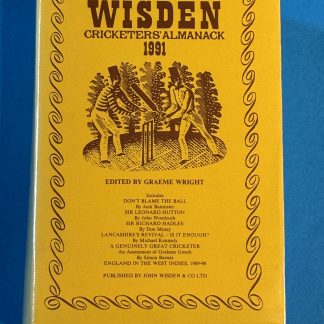 WISDEN
CRICKETERS' ALMANACK
1991
EDITED BY GRAEME WRIGHT
Includes
DON'T BLAME THE BALL
By Jack Bannister
SIR LEONARD HUTTON
By John Woodcock
SIR RICHARD HADLEE
By Don Mosey
LANCASHIRE'S REVIVAL – IS IT ENOUGH?
By Michael Kennedy
A GENUINELY GREAT CRICKETER
An Assessment of Graham Gooch
By Simon Barnes
ENGLAND IN THE WEST INDIES, 1989-90
PUBLISHED BY JOHN WISDEN & CO LTD